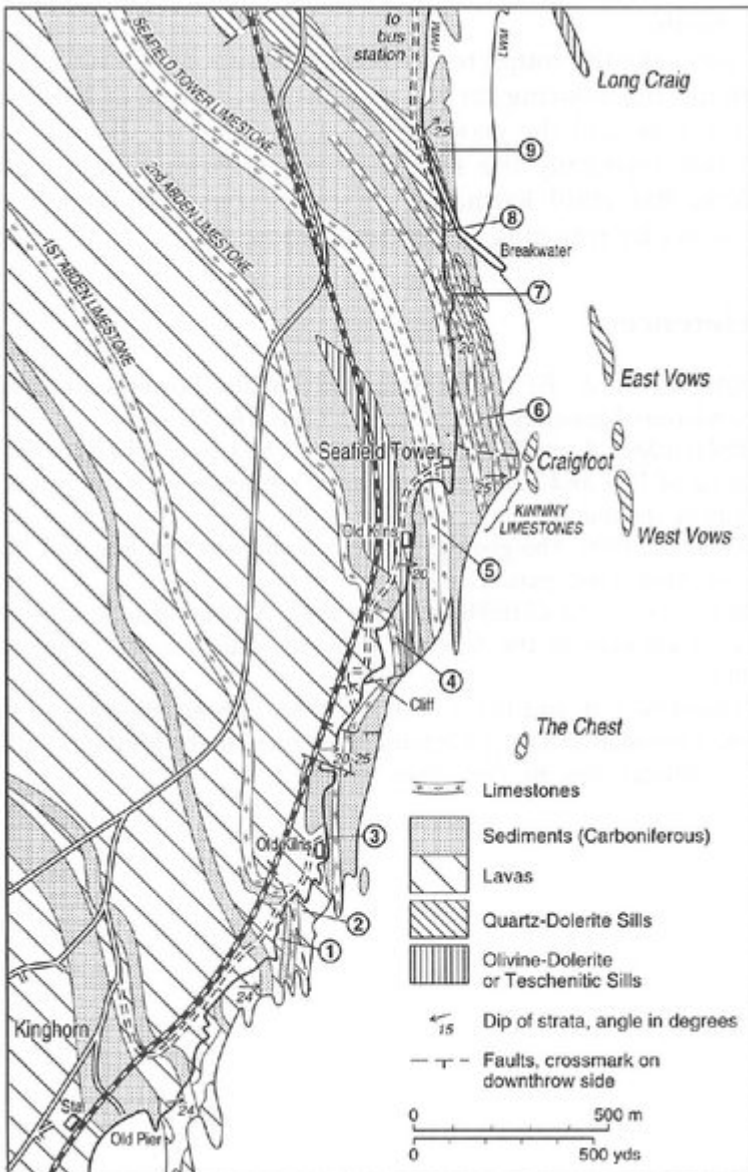 to
bus
station
HWM
LWM
Long Craig
SEAFIELD TOWER LIMESTONE
25
9
2nd ABDEN LIMESTONE
8
Breakwater
1ST ABDEN LIMESTONE
7
20
East Vows
6
Seafield Tower
Craigfoot
25
KINNINY
LIMESTONES
West Vows
Old Kilns
5
20
4
Cliff
The Chest
20-25
Limestones
3
Old Kilns
Sediments (Carboniferous)
Lavas
2
Quartz-Dolerite Sills
1
Olivine-Dolerite
or Teschenitic Sills
24
15 Dip of strata, angle in degrees
Kinghorn
Faults, crossmark on
downthrow side
24
Sta
Old Pier
0 500 m
0 500 yds